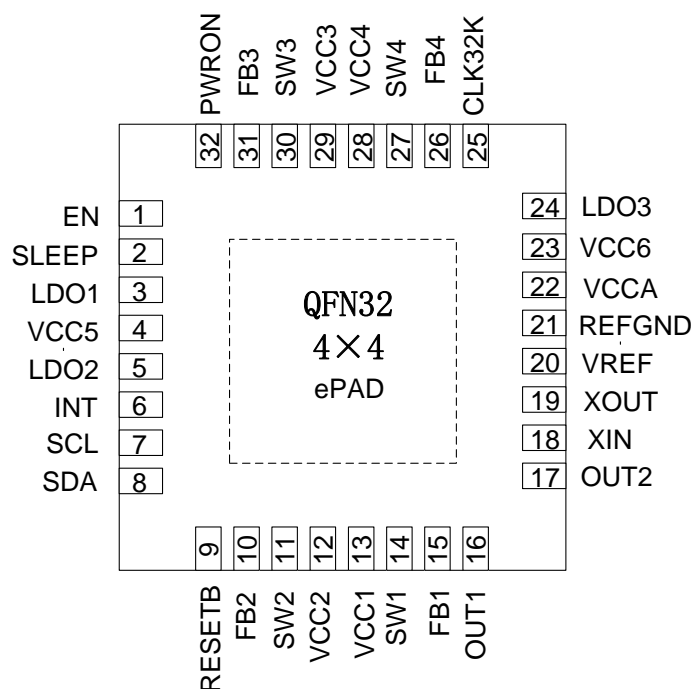 PWRON
FB3
SW3
VCC3
VCC4
SW4
FB4
CLK32K
32
31
30
29
28
27
26
25
EN 1
SLEEP 2
LDO1 3
VCC5 4
LDO2 5
INT 6
SCL 7
SDA 8
QFN32
4×4
ePAD
24 LDO3
23 VCC6
22 VCCA
21 REFGND
20 VREF
19 XOUT
18 XIN
17 OUT2
9
10
11
12
13
14
15
16
RESETB
FB2
SW2
VCC2
VCC1
SW1
FB1
OUT1